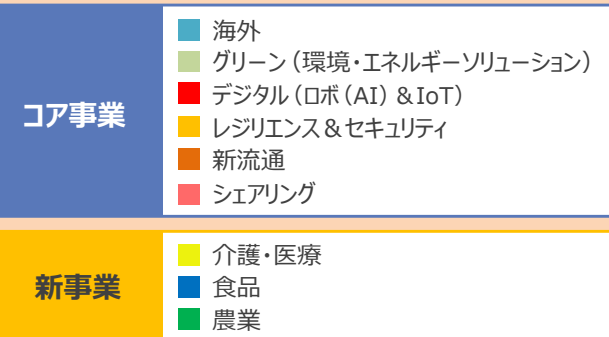 コア事業
海外
グリーン（環境・エネルギーソリューション）
デジタル（ロボ（AI）＆IoT）
レジリエンス＆セキュリティ
新流通
シェアリング
新事業
介護・医療
食品
農業